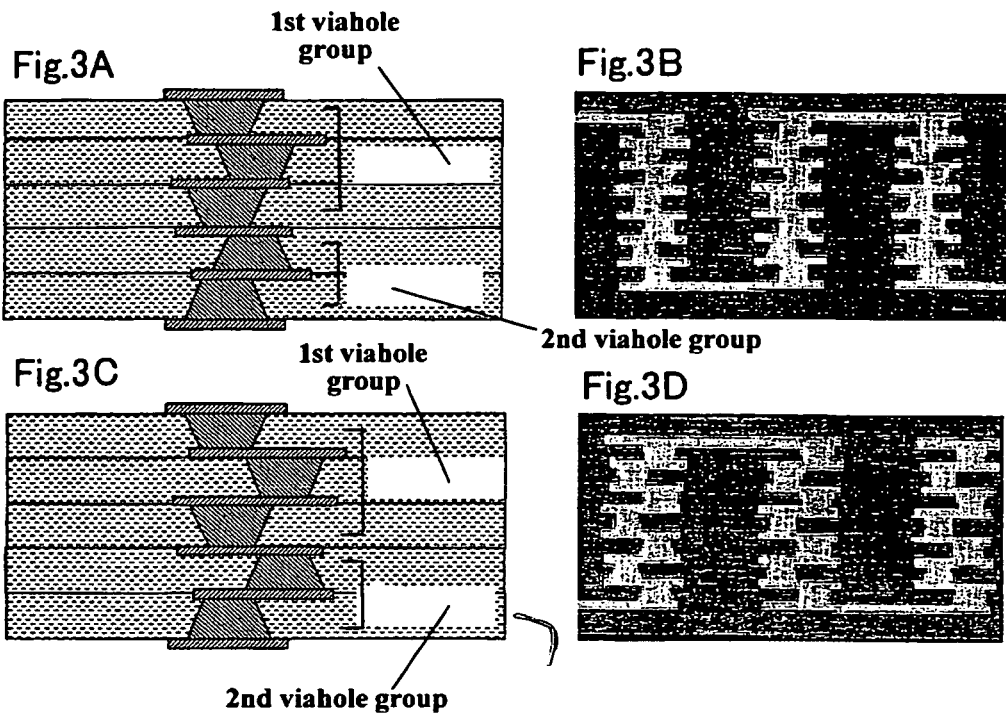 1st viahole
group
Fig.3A
Fig.3B
2nd viahole group
1st viahole
group
Fig.3C
Fig.3D
2nd viahole group